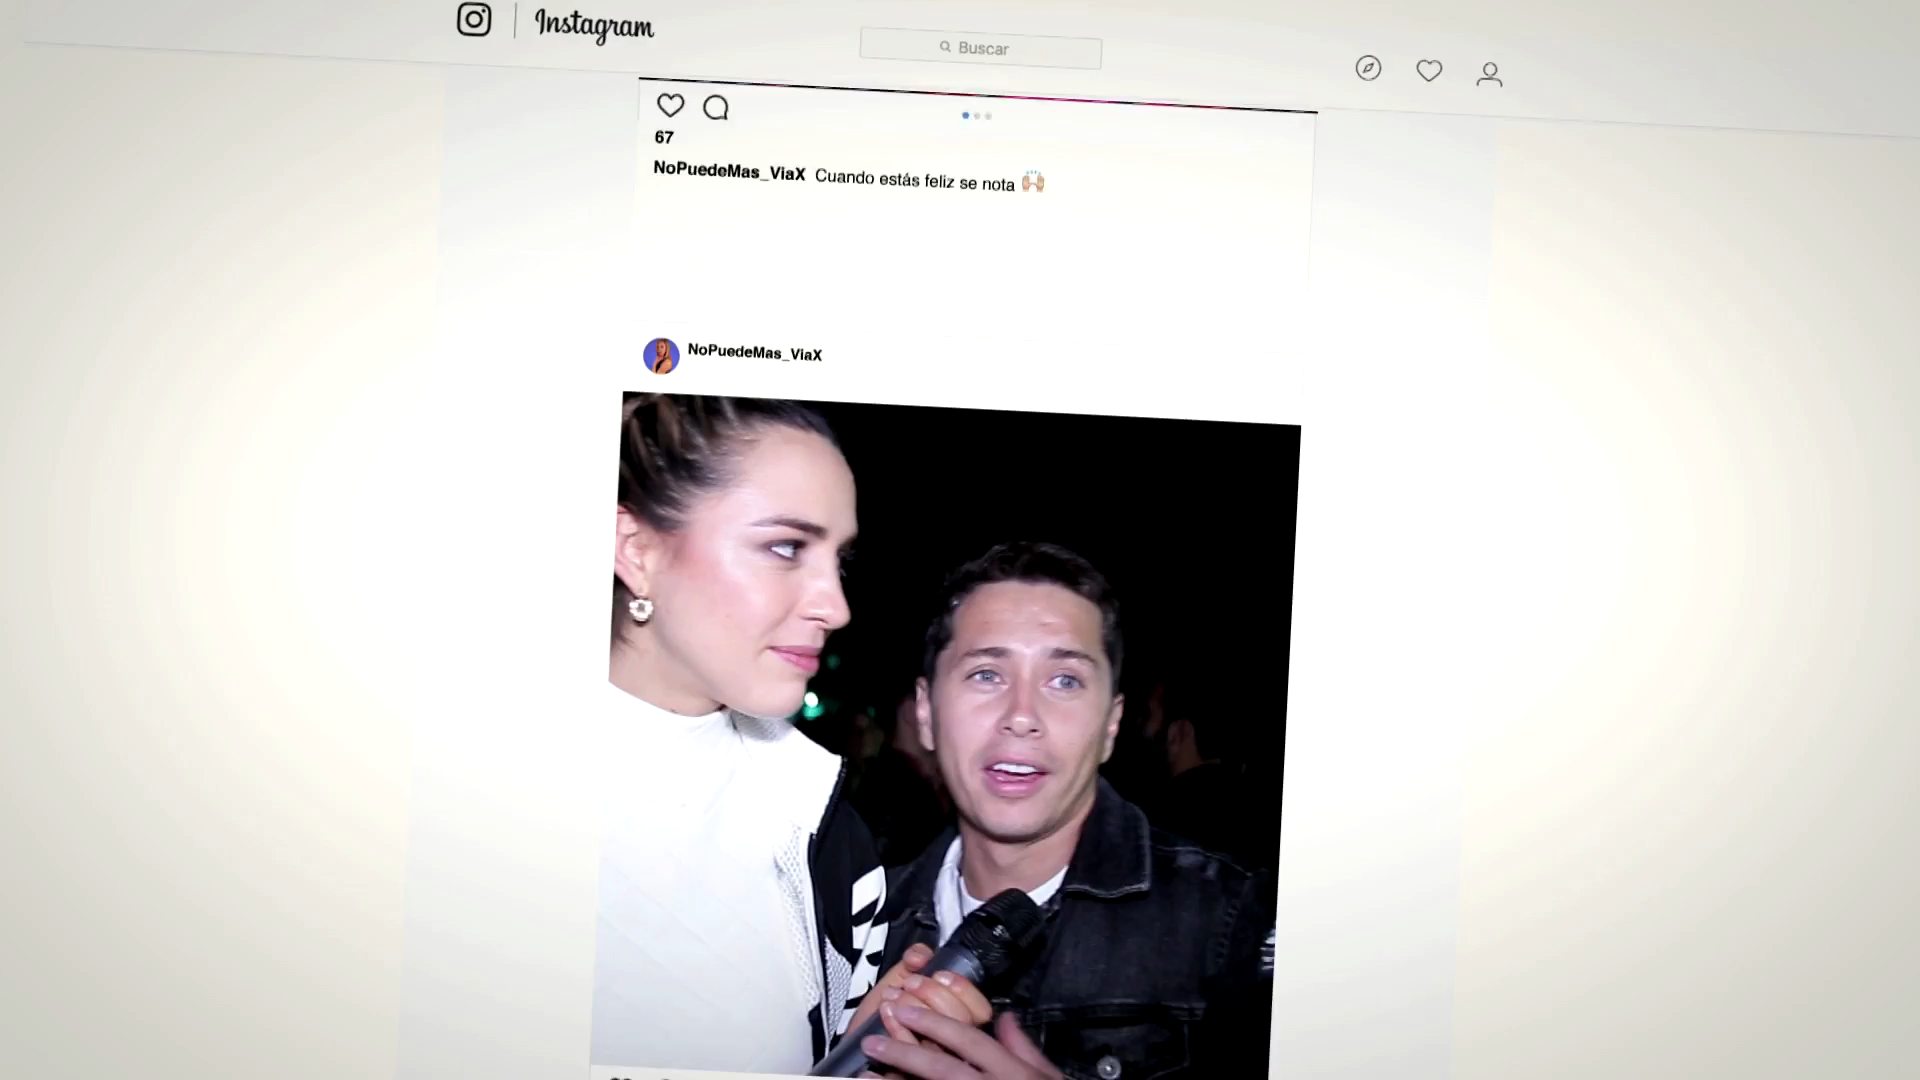 Instagram
Buscar
67
NoPuedeMas_ViaX Cuando estás feliz se nota 🙌🏼
NoPuedeMas_ViaX